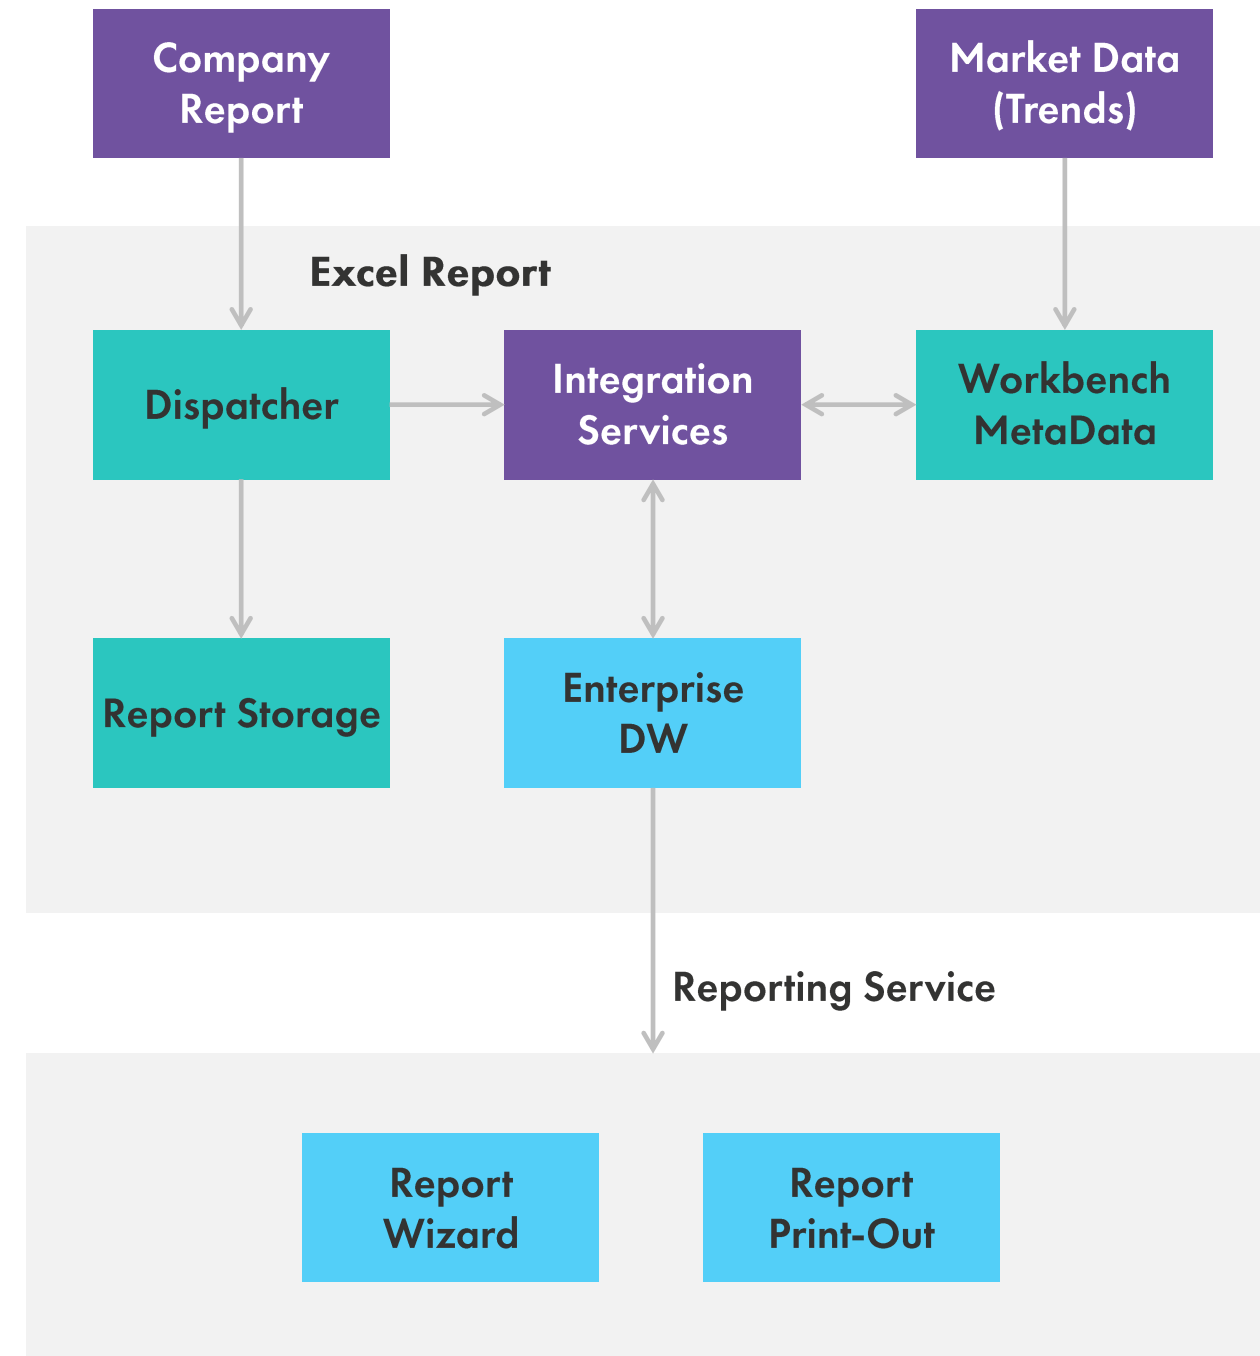 Company
Report
Market Data
(Trends)
Excel Report
Dispatcher
Integration
Services
Workbench
MetaData
Report Storage
Enterprise
DW
Reporting Service
Report
Wizard
Report
Print-Out